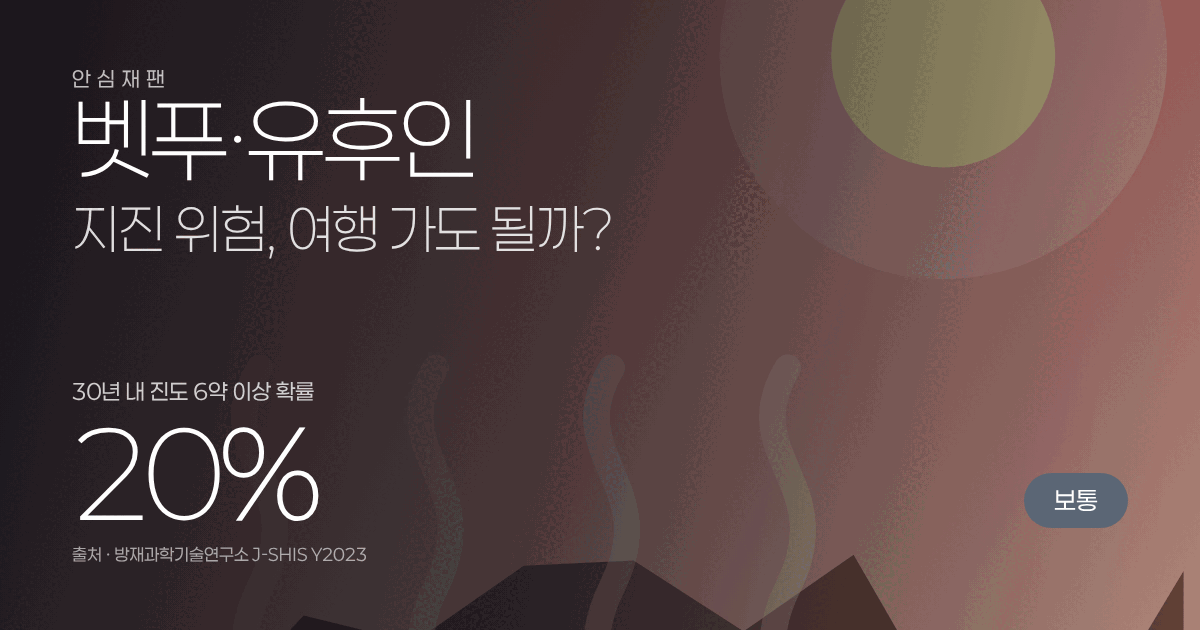 안심재팬
벳푸·유후인
지진 위험, 여행 가도 될까?
30년 내 진도 6약 이상 확률
20%
출처 · 방재과학기술연구소 J-SHIS Y2023
보통